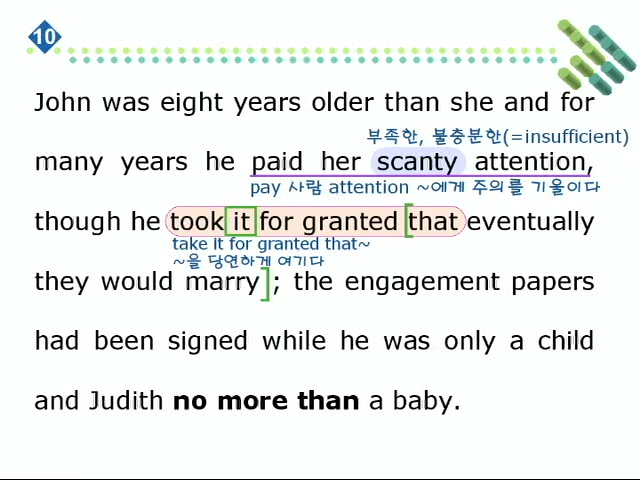 10
John was eight years older than she and for
부족한, 불충분한(=insufficient)
many years he paid her scanty attention,
pay 사람 attention ~에게 주의를 기울이다
though he took it for granted [that eventually
take it for granted that~
~을 당연하게 여기다
they would marry]; the engagement papers
had been signed while he was only a child
and Judith no more than a baby.